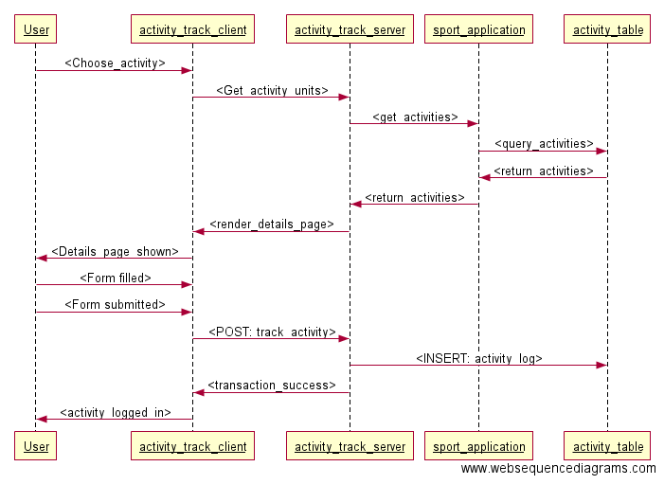 User activity_track_client activity_track_server sport_application activity_table
<Choose_activity>
<Get_activity_units>
<get_activities>
<query_activities>
<return_activities>
<return_activities>
<render_details_page>
<Details_page_shown>
<Form filled>
<Form submitted>
<POST: track_activity>
<INSERT: activity_log>
<transaction_success>
<activity_logged_in>
User activity_track_client activity_track_server sport_application activity_table
www.websequencediagrams.com